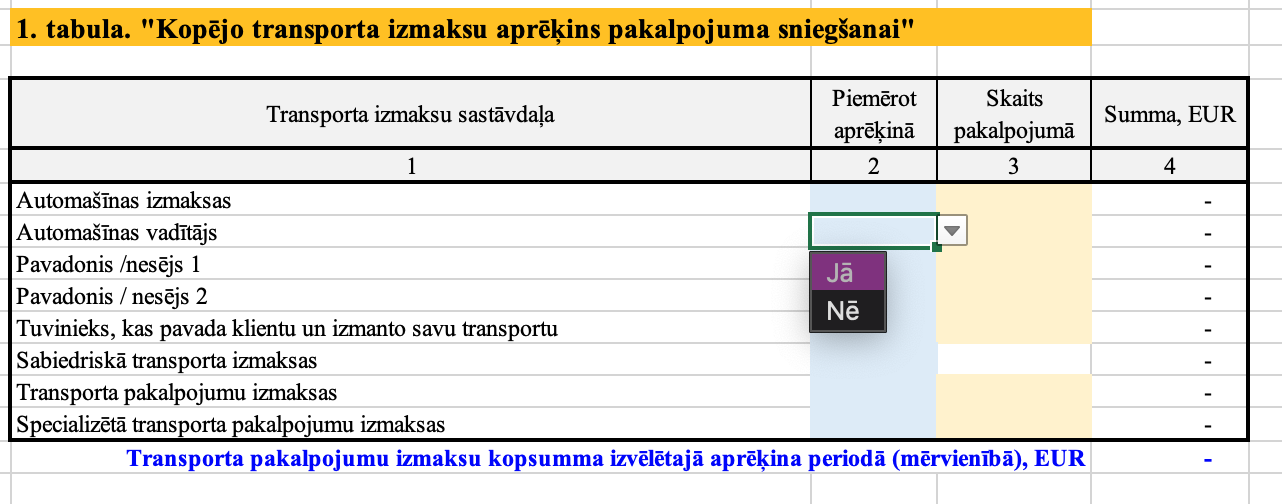 1. tabula. "Kopējo transporta izmaksu aprēķins pakalpojuma sniegšanai"
Transporta izmaksu sastāvdaļa
Piemērot
aprēķinā
Skaits
pakalpojumā
Summa, EUR
1 2 3 4
Automašīnas izmaksas -
Automašīnas vadītājs -
Pavadonis /nesējs 1 -
Jā
Pavadonis / nesējs 2 -
Nē
Tuvinieks, kas pavada klientu un izmanto savu transportu -
Sabiedriskā transporta izmaksas -
Transporta pakalpojumu izmaksas -
Specializētā transporta pakalpojumu izmaksas -
Transporta pakalpojumu izmaksu kopsumma izvēlētajā aprēķina periodā (mērvienībā), EUR -